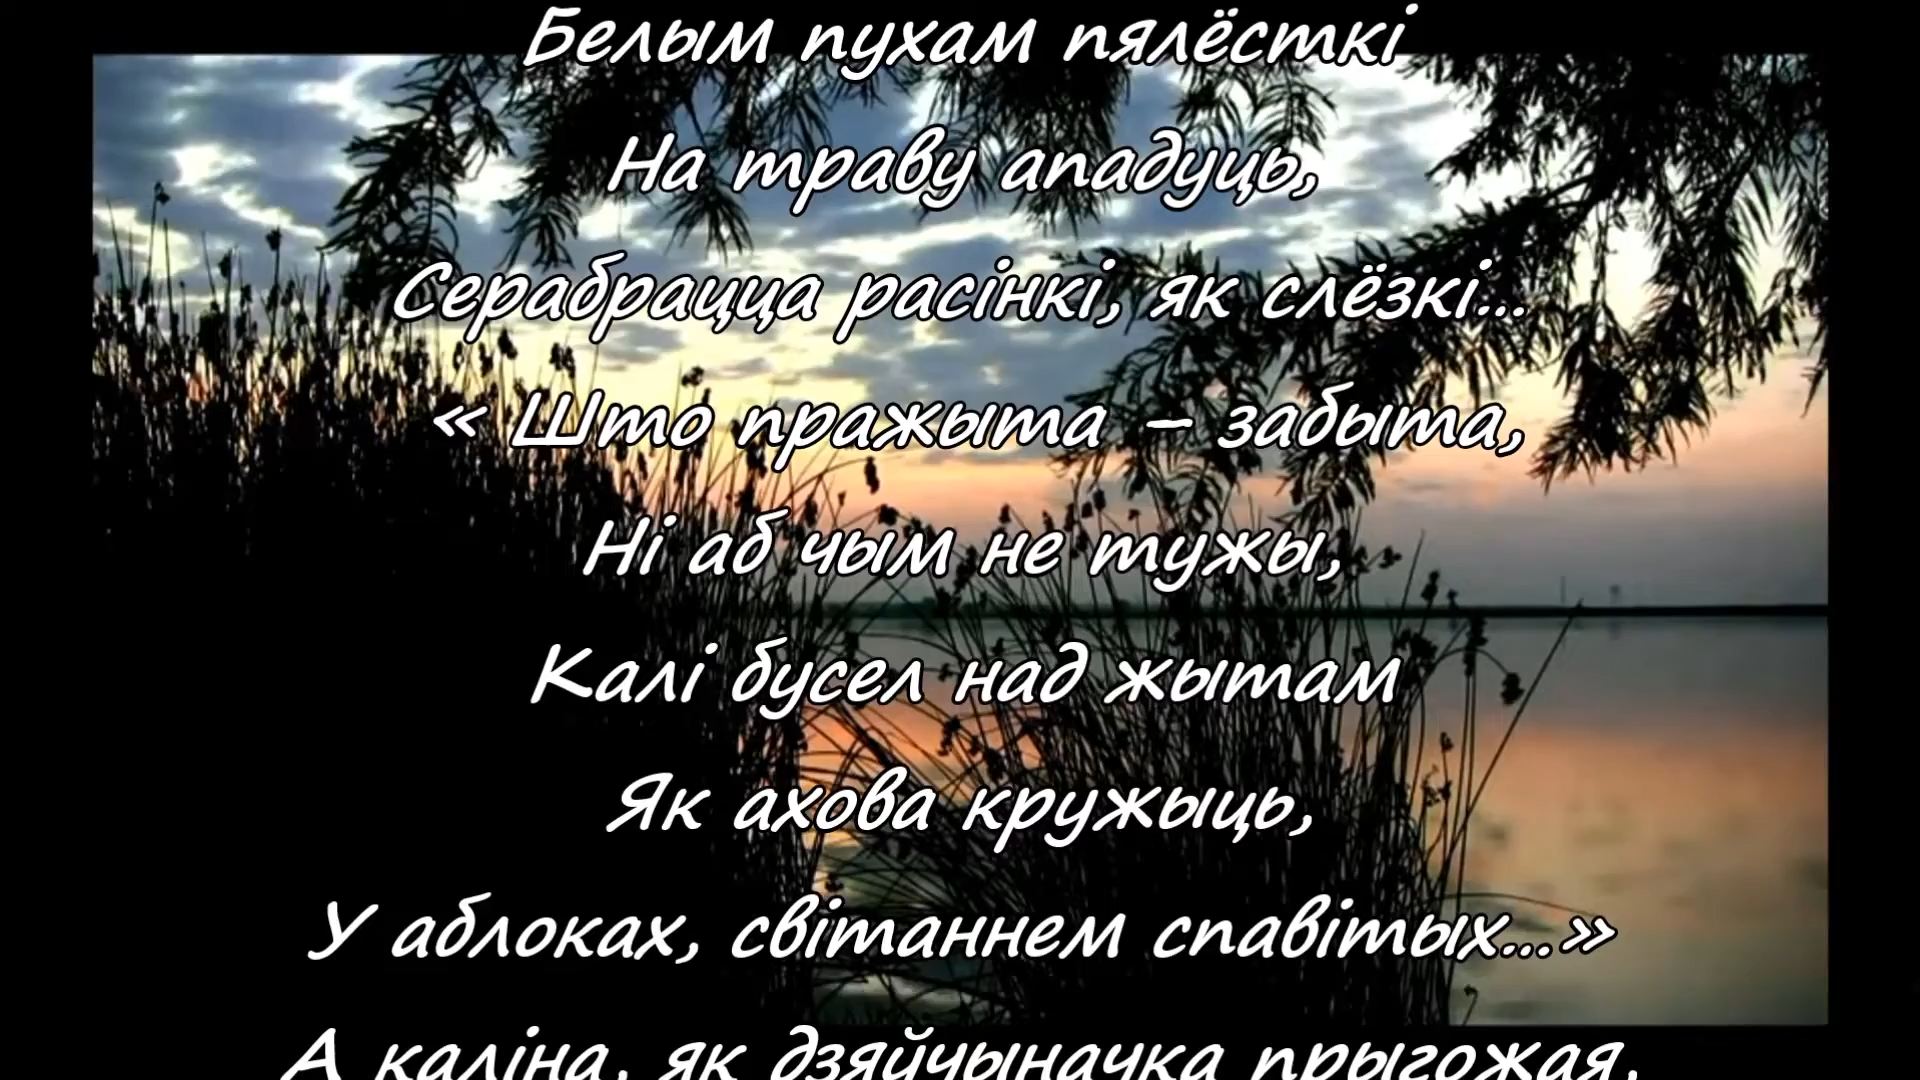 Белым пухам пялёсткі
На траву ападуць,
Серабрацца расінкі, як слёзкі...
« Што пражыта – забыта,
Ні аб чым не тужы,
Калі бусел над жытам
Як ахова кружыць,
У аблоках, світаннем спавітых...»
А каліна, як дзяўчыначка прыгожая,